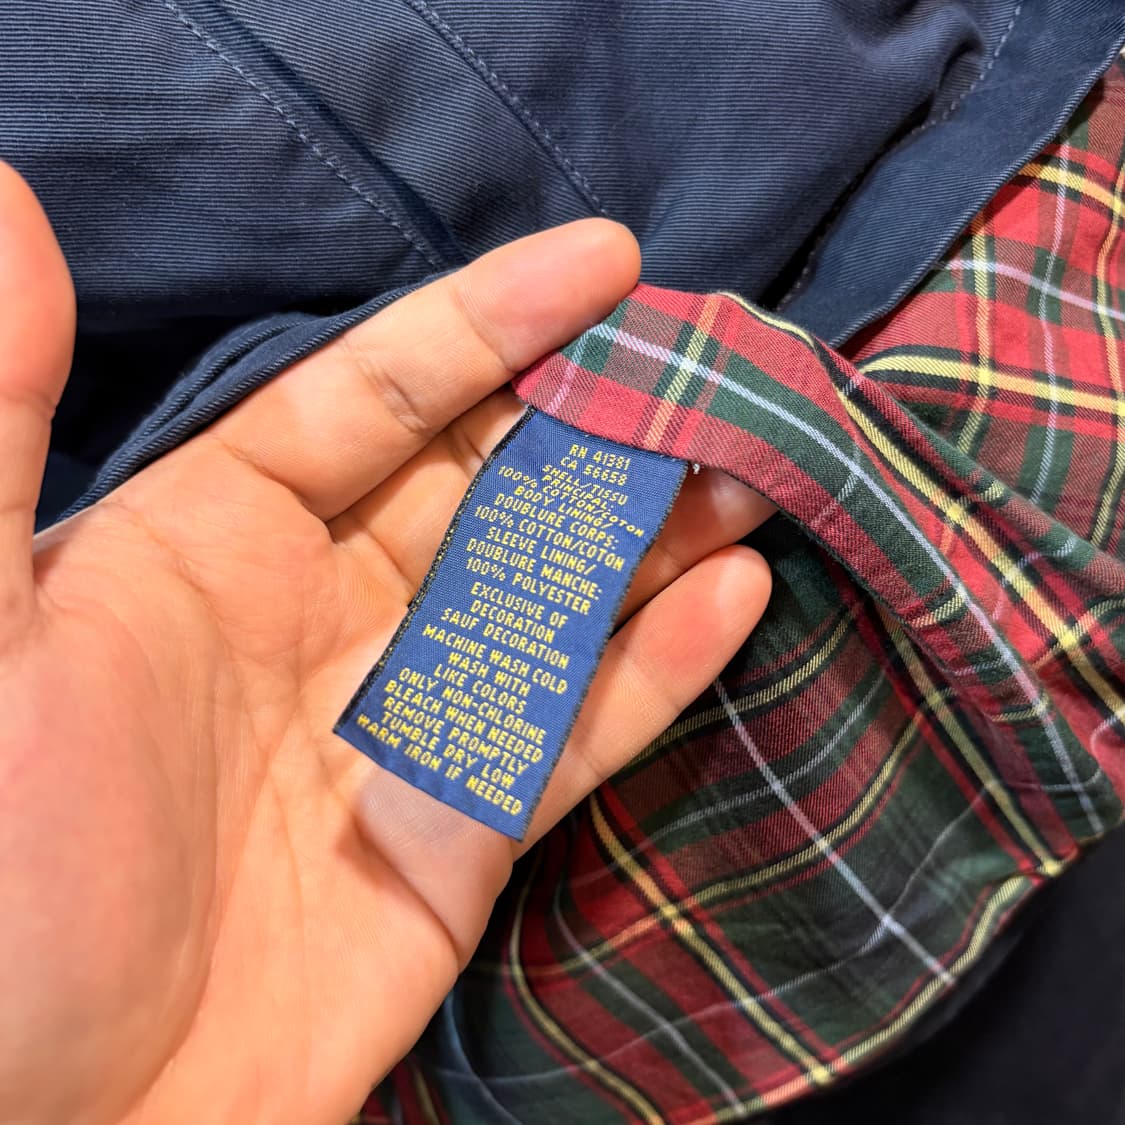 RN 41381
CA 56658
SHELL/TISSU
PRINCIPAL:
100% COTTON/COTON
BODY LINING-
DOUBLURE CORPS.
100% COTTON/COTON
SLEEVE LINING/
DOUBLURE MANCHE:
100% POLYESTER
EXCLUSIVE OF
DECORATION
SAUF DECORATION
MACHINE WASH COLD
WASH WITH
LIKE COLORS
ONLY NON-CHLORINE
BLEACH WHEN NEEDED
REMOVE PROMPTLY
TUMBLE DRY LOW
WARM IRON IF NEEDED